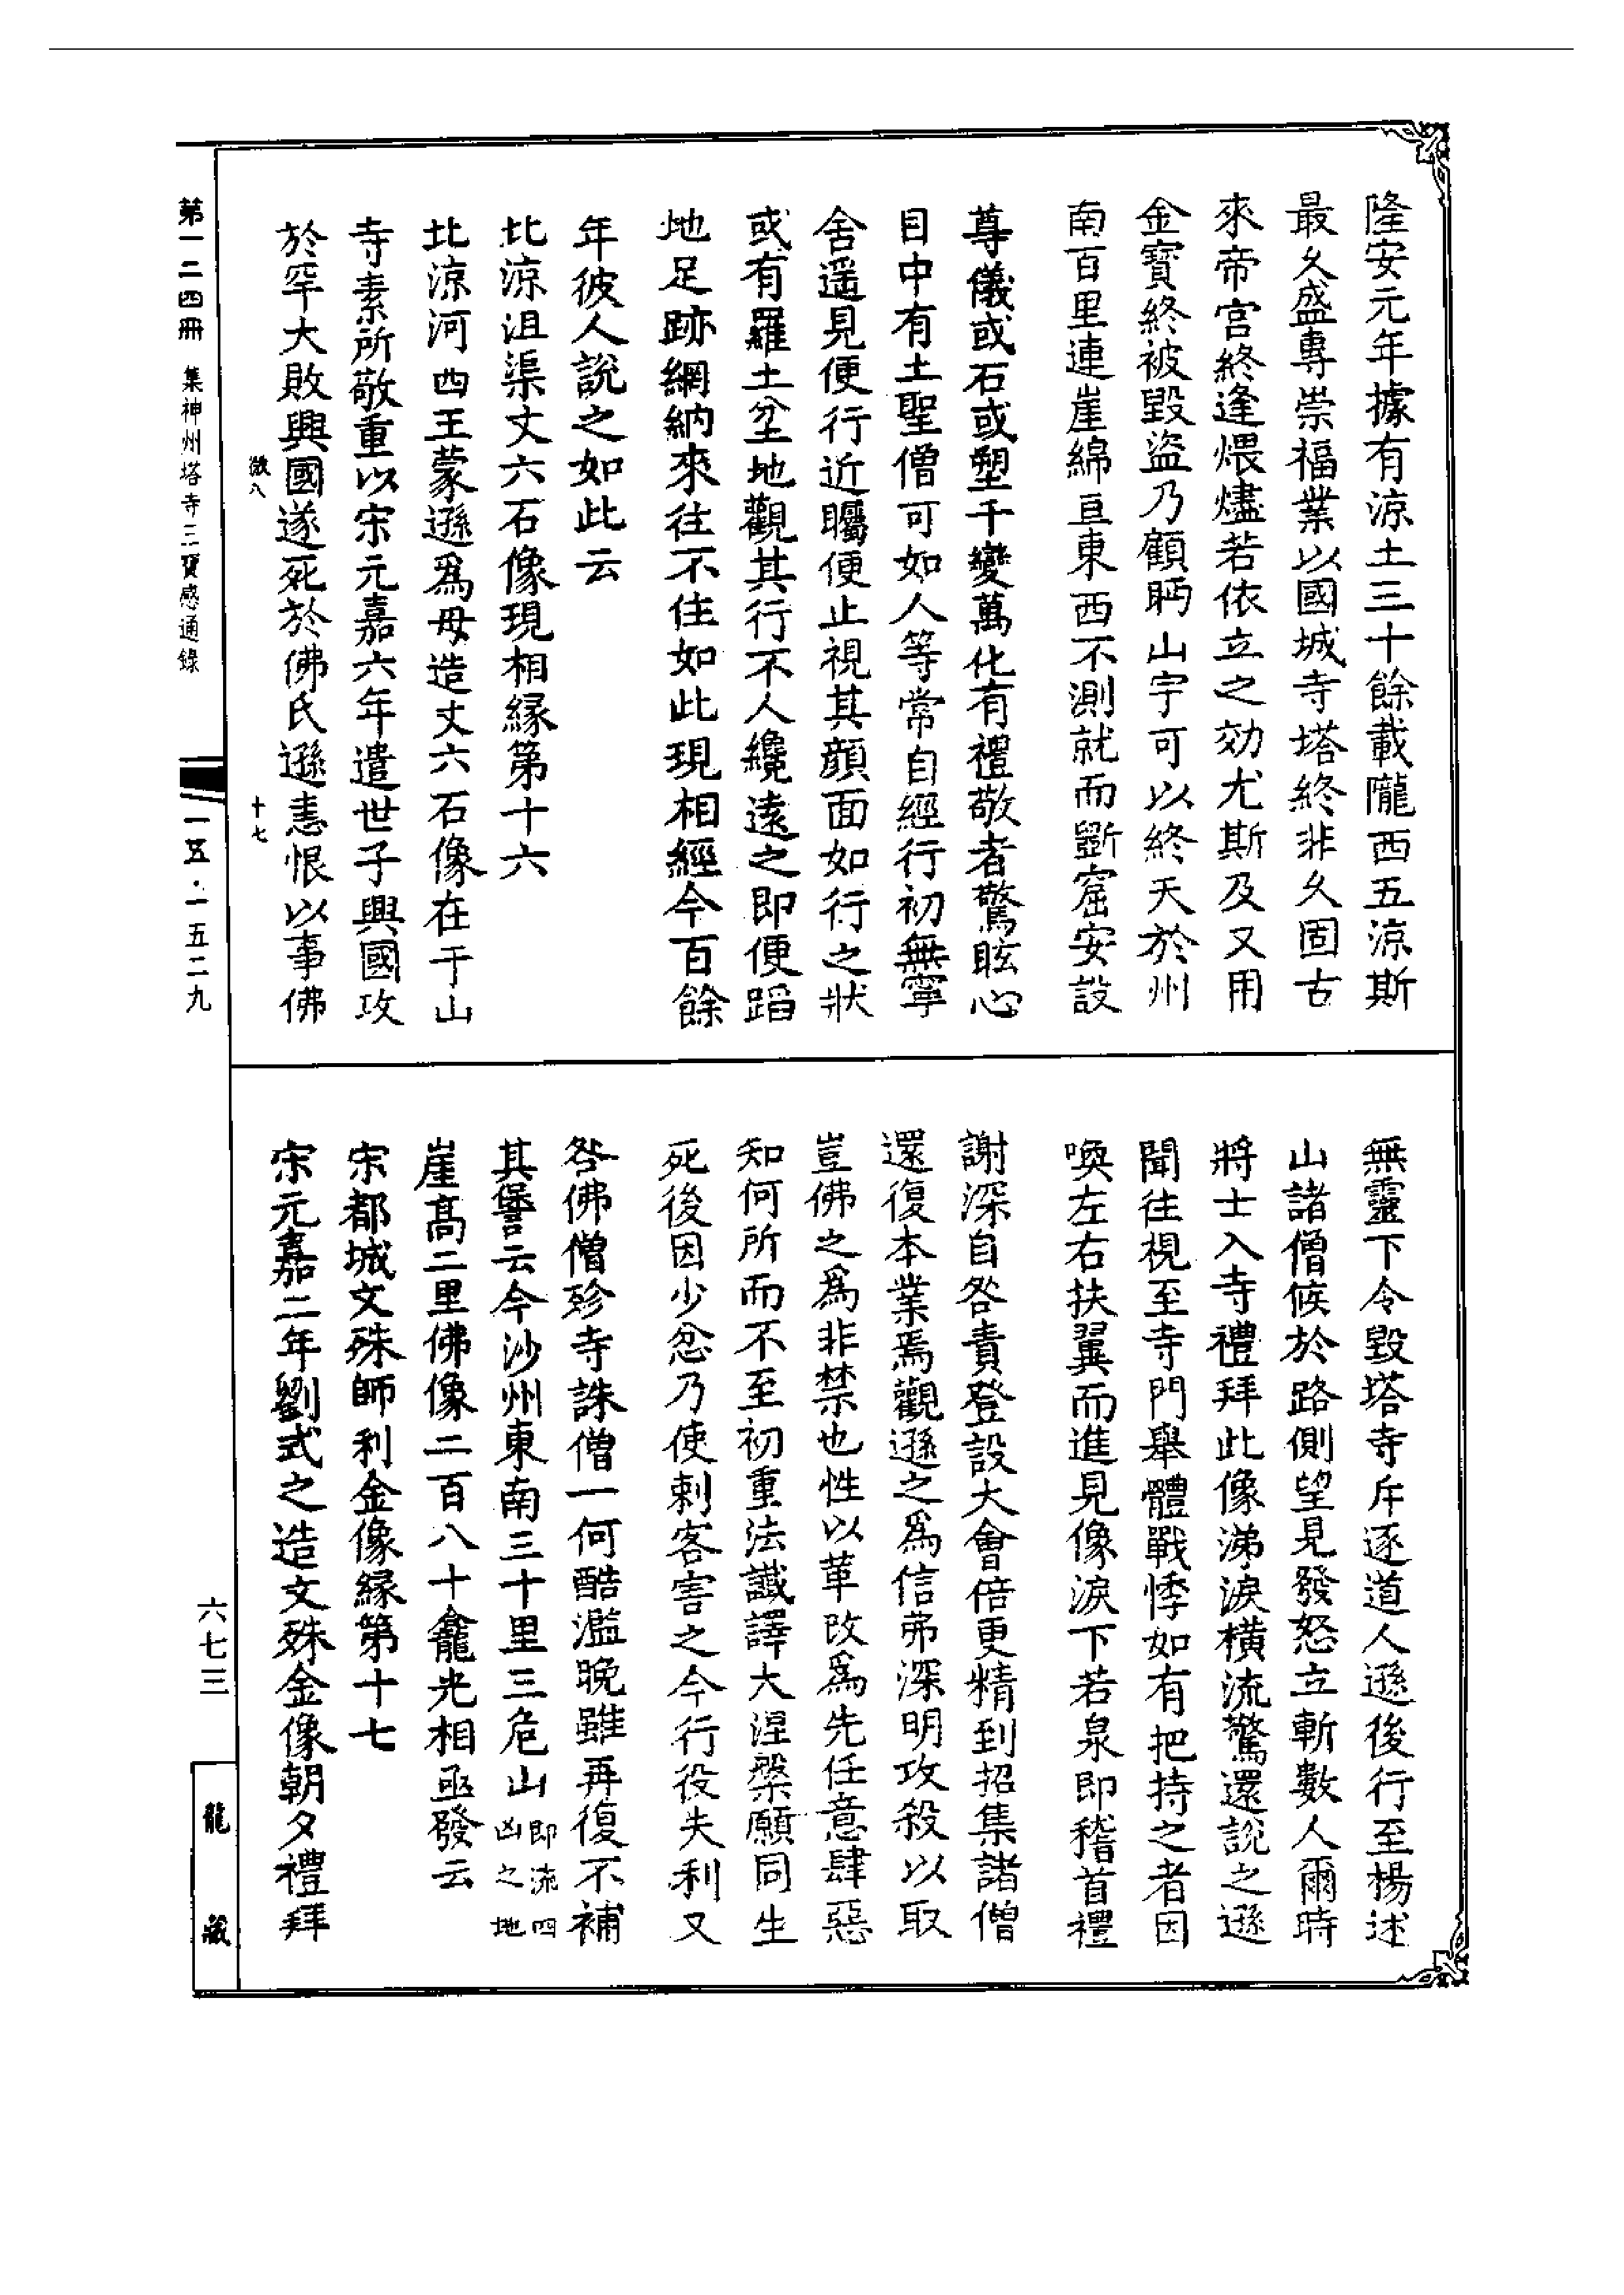 隆安元年據有涼土三十餘載隴西五涼斯
最久盛專崇福業以國城寺塔終非久固古
來帝宮終逢煨燼若依立之効尤斯及又用
金寶終被毀盜乃顧眄山宇可以終天於州
南百里連崖綿亘東西不測就而斵窟安設
尊儀或石或塑千變萬化有禮敬者驚眩心
目中有土聖僧可如人等常自經行初無寧
舍遥見便行近矚便止視其顔面如行之狀
或有羅土坌地觀其行不人纔遠之即便蹈
地足跡網納來往不住如此現相經今百餘
年彼人說之如此云
北涼沮渠丈六石像現相緣第十六
北涼河西王蒙遜爲母造丈六石像在于山
寺素所敬重以宋元嘉六年遣世子興國攻
於罕大敗興國遂死於佛氏遜恚恨以事佛
微八 十七
無靈下令毀塔寺斥逐道人遜後行至楊述
山諸僧候於路側望見發怒立斬數人爾時
將士入寺禮拜此像涕淚橫流驚還說之遜
聞往視至寺門舉體戰悸如有把持之者因
喚左右扶翼而進見像淚下若泉即稽首禮
謝深自咎責登設大會倍更精到招集諸僧
還復本業焉觀遜之爲信弗深明攻殺以取
豈佛之爲非禁也性以革改爲先任意肆惡
知何所而不至初重法讖譯大涅槃願同生
死後因少忿乃使刺客害之今行役失利又
咎佛僧殄寺誅僧一何酷濫晚雖再復不補
其諐云今沙州東南三十里三危山即流四凶之地
崖高二里佛像二百八十龕光相亟發云
宋都城文殊師利金像緣第十七
宋元嘉二年劉式之造文殊金像朝夕禮拜
第一二四冊 集神州塔寺三寶感通錄
一五·一五二九
六七三
龍藏